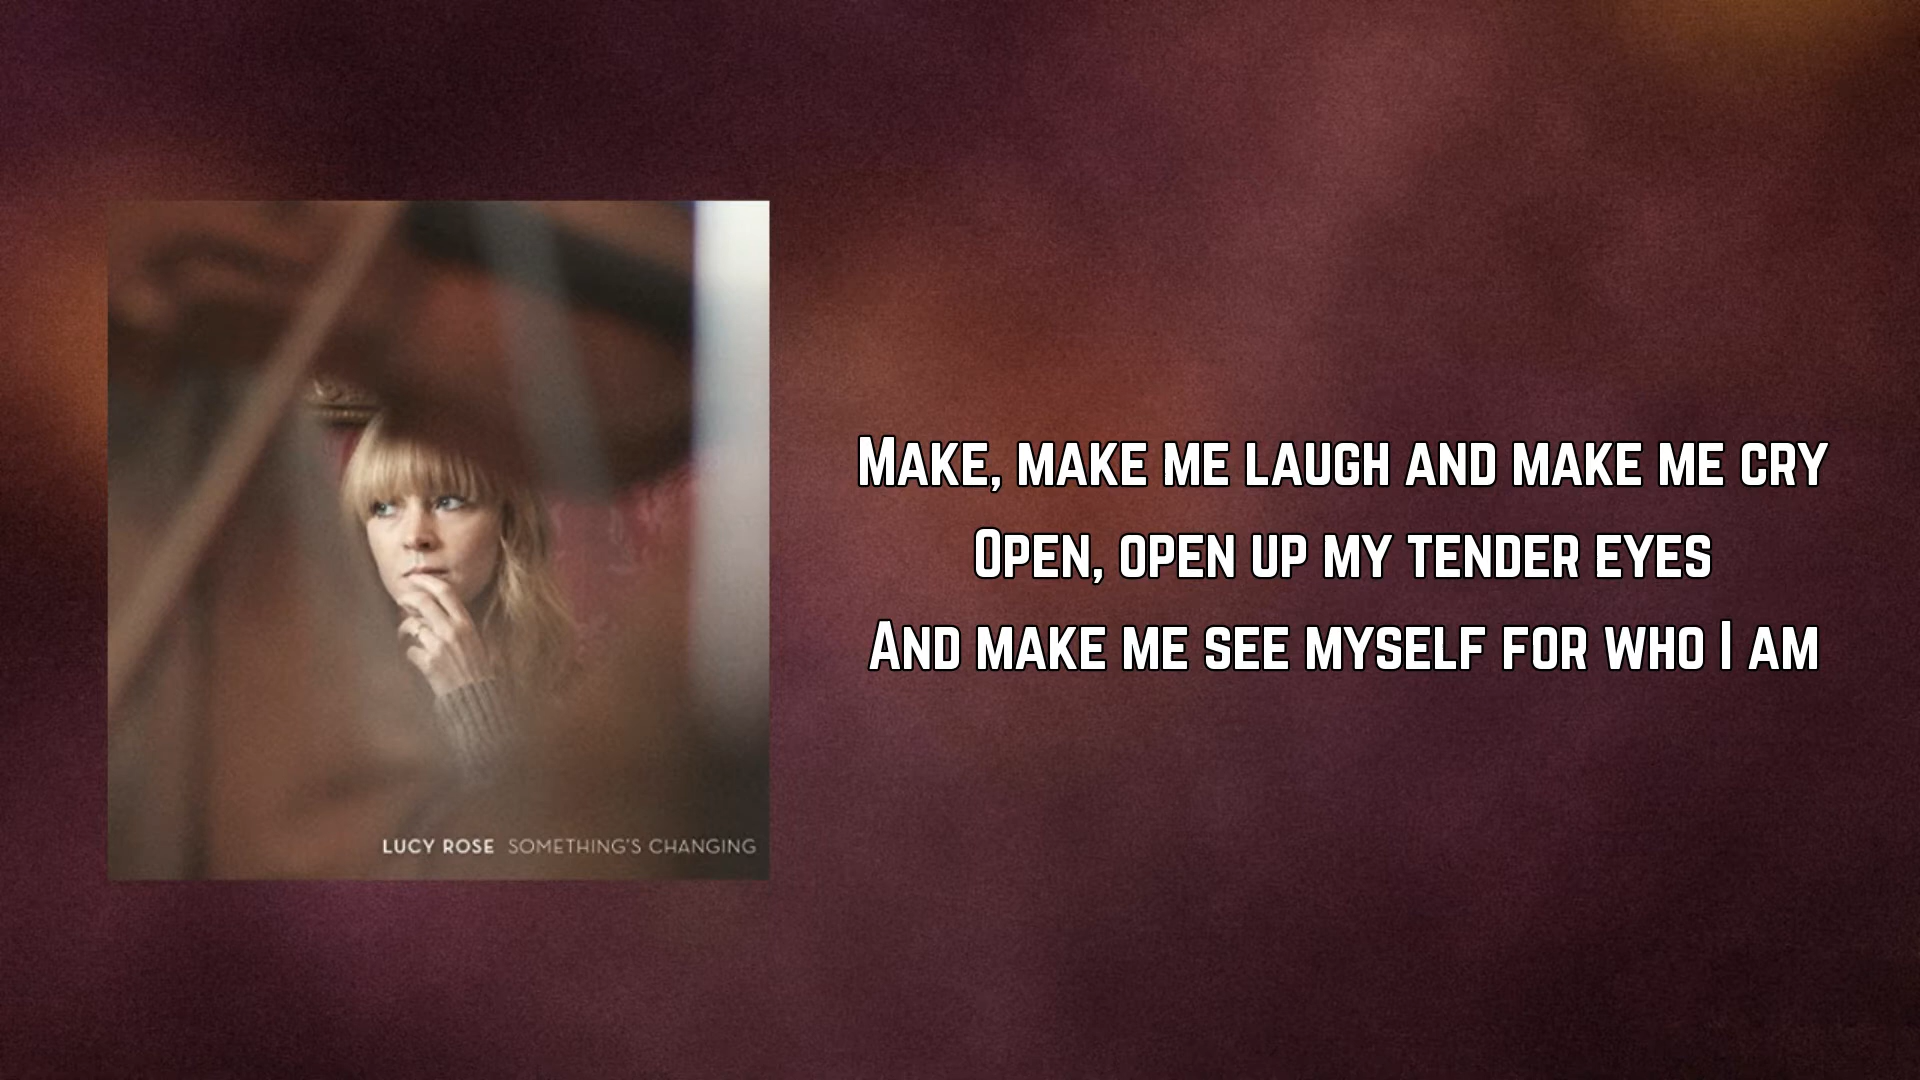 LUCY ROSE SOMETHING'S CHANGING
Make, make me laugh and make me cry
Open, open up my tender eyes
And make me see myself for who I am